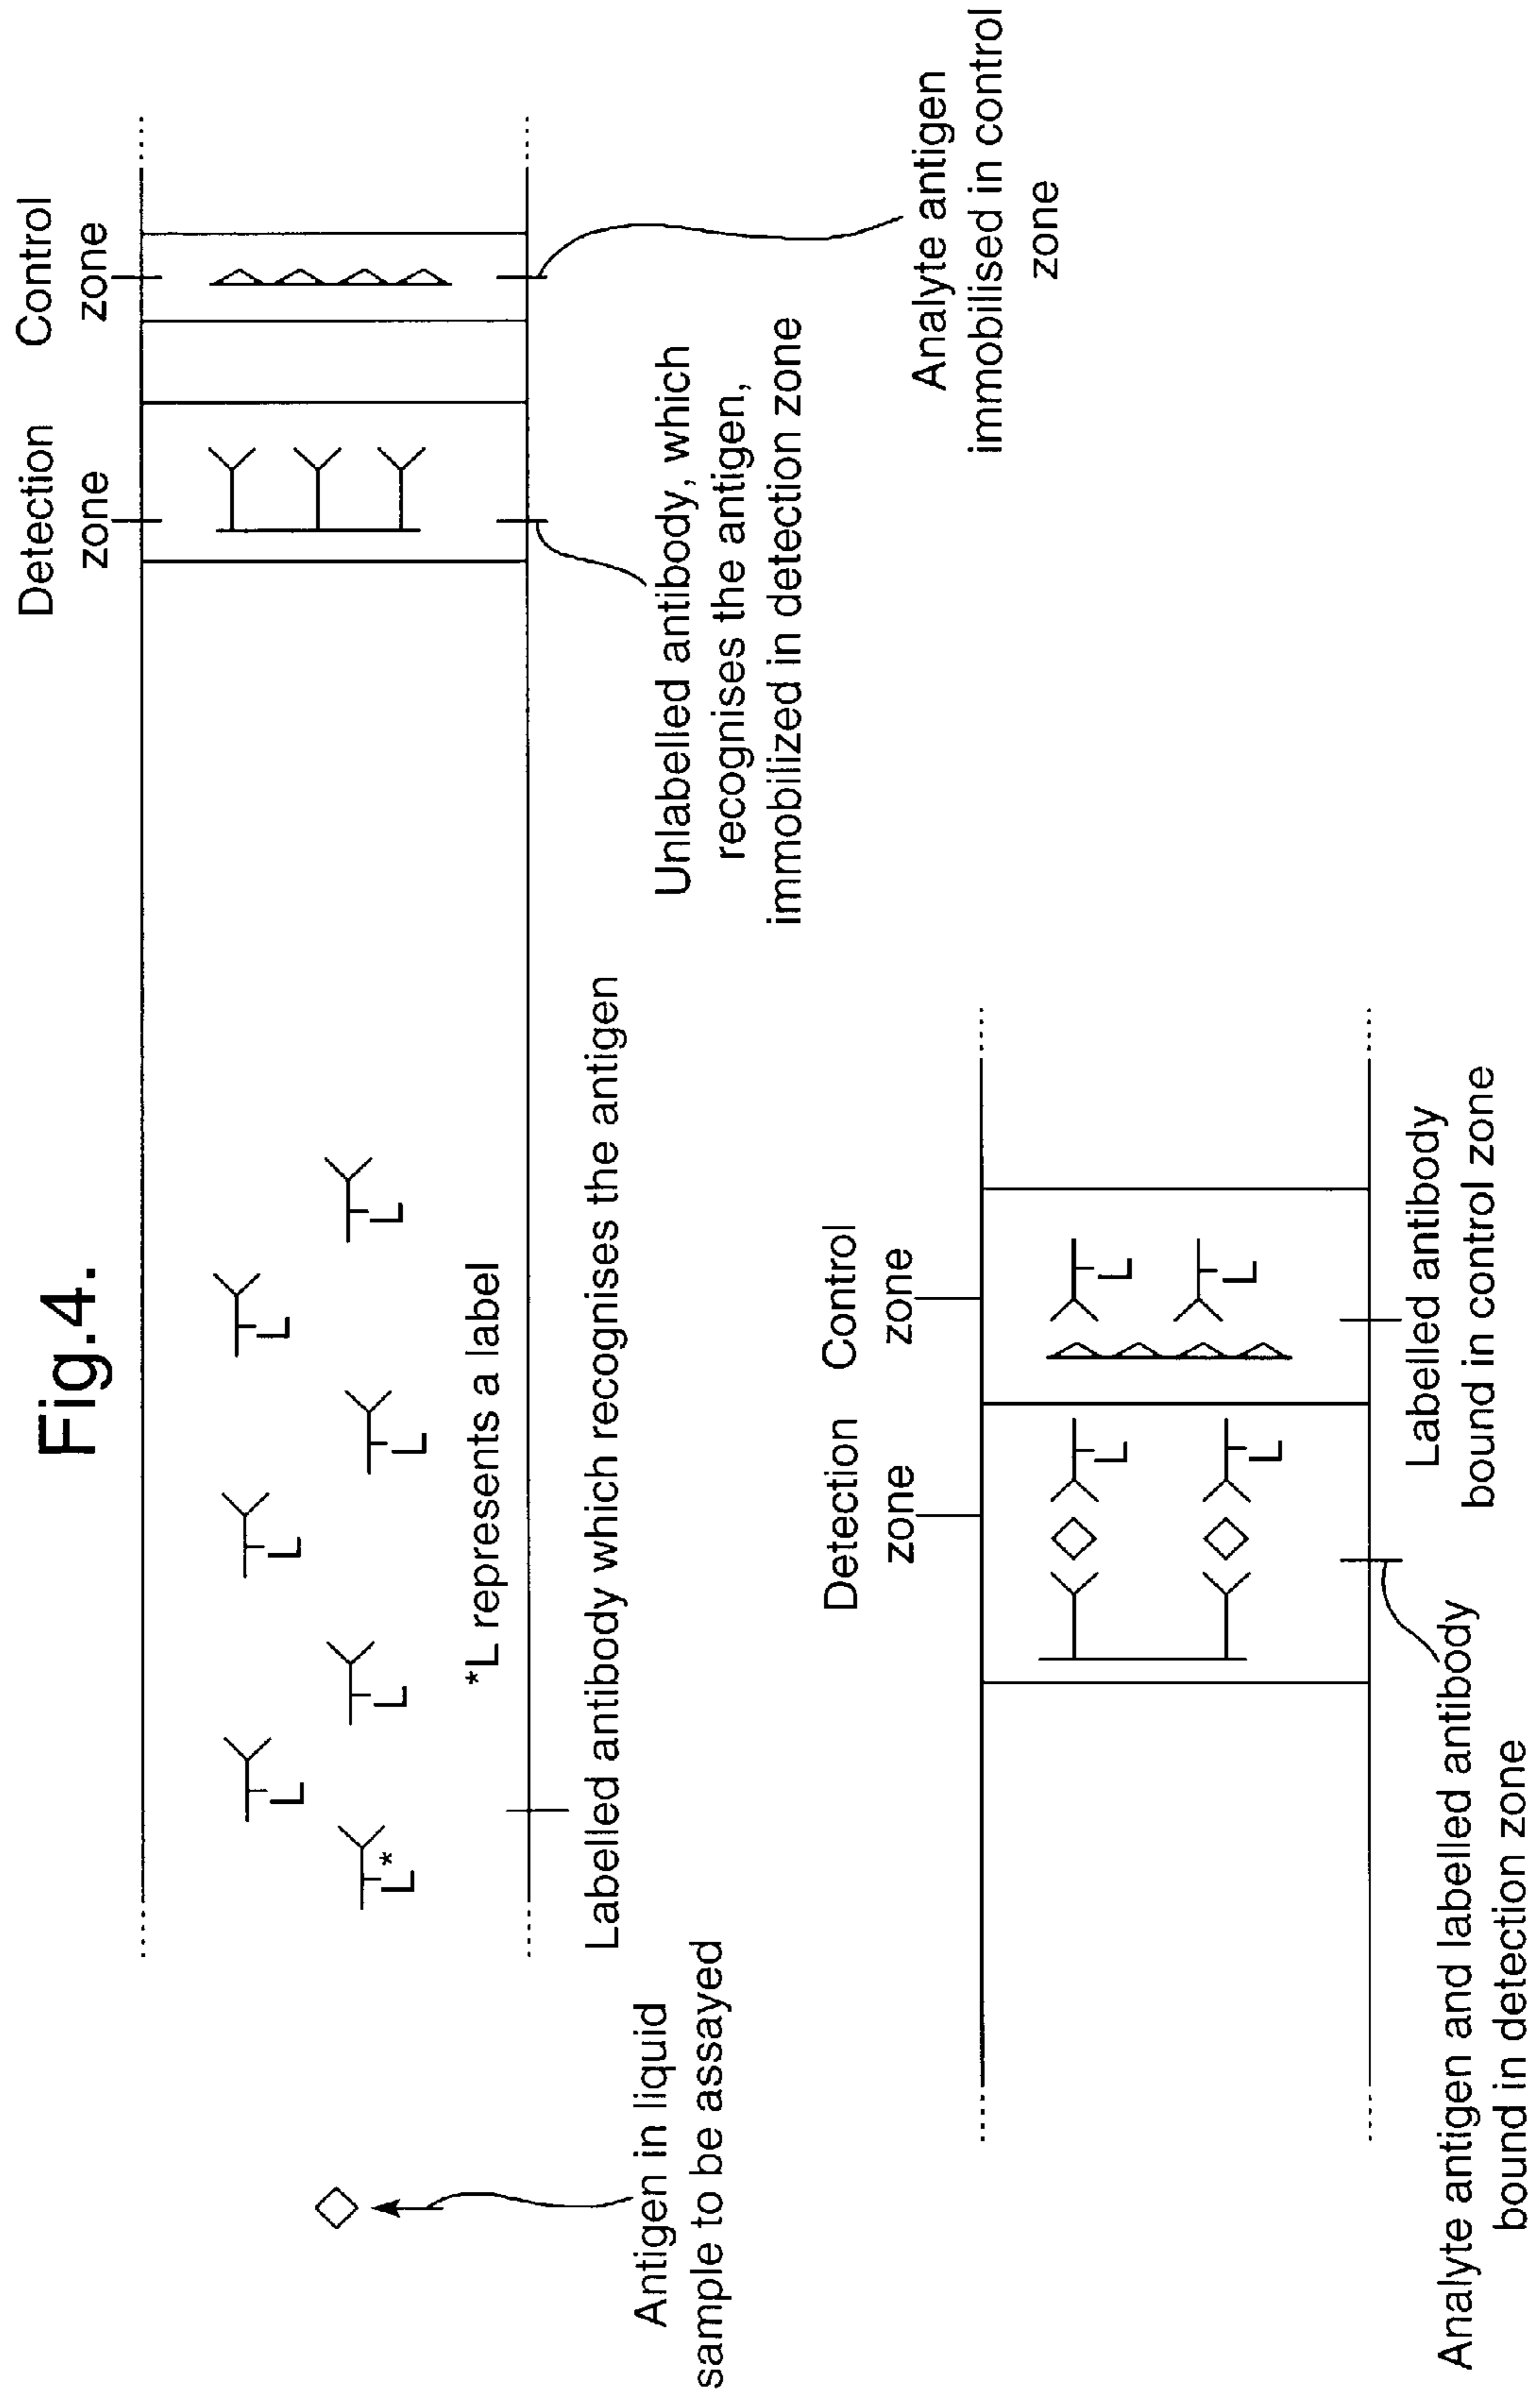 Fig.4.
Detection
zone
Control
zone
L
L
L
L
L
L
L*
*L represents a label
Antigen in liquid
sample to be assayed
Labelled antibody which recognises the antigen
Unlabelled antibody, which
recognises the antigen,
immobilized in detection zone
Analyte antigen
immobilised in control
zone
Detection
zone
Control
zone
L
L
L
L
Analyte antigen and labelled antibody
bound in detection zone
Labelled antibody
bound in control zone